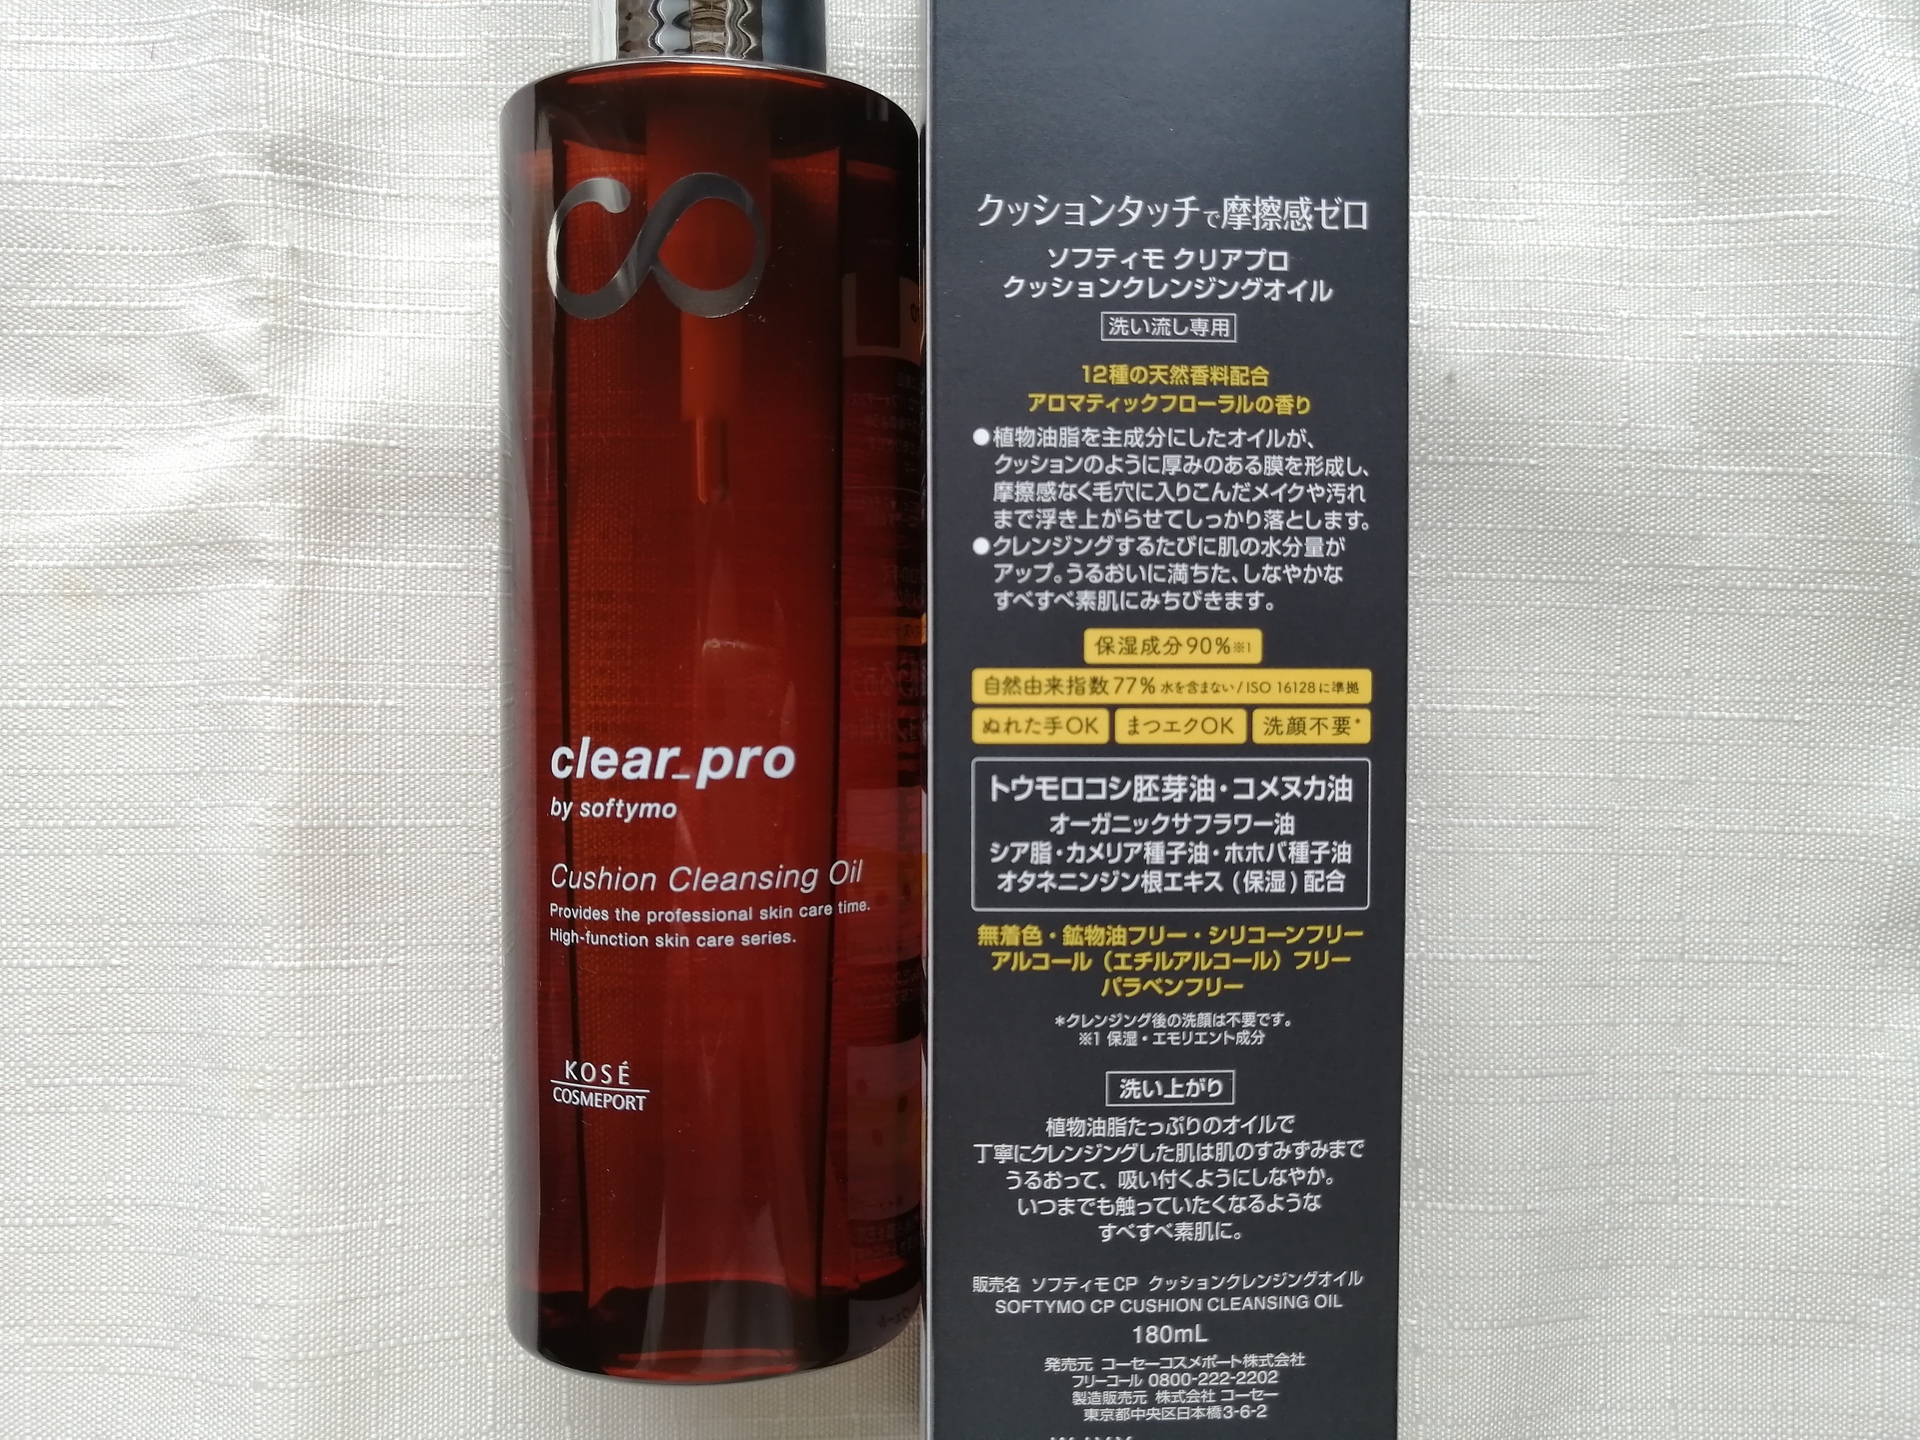 clear_pro
by softymo
Cushion Cleansing Oil
Provides the professional skin care time.
High-function skin care series.
KOSÉ
COSMEPORT
クッションタッチで摩擦感ゼロ
ソフティモ クリアプロ
クッションクレンジングオイル
洗い流し専用
12種の天然香料配合
アロマティックフローラルの香り
●植物油脂を主成分にしたオイルが、
クッションのように厚みのある膜を形成し、
摩擦感なく毛穴に入りこんだメイクや汚れ
まで浮き上がらせてしっかり落とします。
●クレンジングするたびに肌の水分量が
アップ。うるおいに満ちた、しなやかな
すべすべ素肌にみちびきます。
保湿成分90%※1
自然由来指数77% 水を含まない/ISO 16128に準拠
ぬれた手OK まつエクOK 洗顔不要*
トウモロコシ胚芽油・コメヌカ油
オーガニックサフラワー油
シア脂・カメリア種子油・ホホバ種子油
オタネニンジン根エキス（保湿）配合
無着色・鉱物油フリー・シリコーンフリー
アルコール（エチルアルコール）フリー
パラベンフリー
*クレンジング後の洗顔は不要です。
※1 保湿・エモリエント成分
洗い上がり
植物油脂たっぷりのオイルで
丁寧にクレンジングした肌は肌のすみずみまで
うるおって、吸い付くようにしなやか。
いつまでも触っていたくなるような
すべすべ素肌に。
販売名 ソフティモCP クッションクレンジングオイル
SOFTYMO CP CUSHION CLEANSING OIL
180mL
発売元 コーセーコスメポート株式会社
フリーコール 0800-222-2202
製造販売元 株式会社 コーセー
東京都中央区日本橋3-6-2